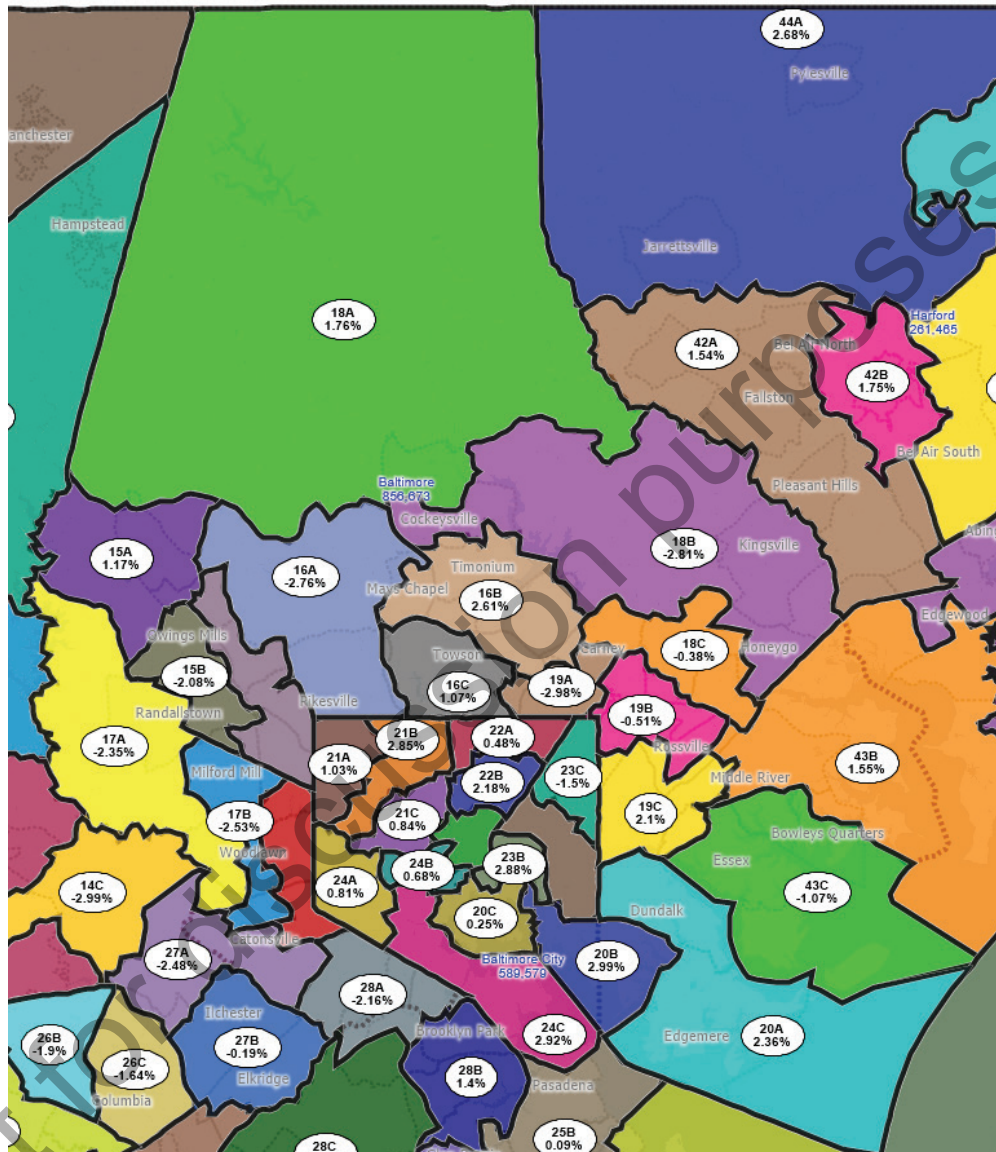 44A
2.68%
Pylesville
anchester
Hampstead
Jarrettsville
18A
1.76%
Harford
261,465
42A
1.54%
Bel Air North
42B
1.75%
Fallston
Bel Air South
Baltimore
856,673
Pleasant Hills
Cockeysville
Abing
15A
1.17%
18B
-2.81%
Kingsville
16A
-2.76%
Timonium
Mays Chapel
16B
2.61%
Edgewood
Owings Mills
18C
-0.38%
Honeygo
Carney
Towson
15B
-2.08%
16C
1.07%
19A
-2.98%
Pikesville
Randallstown
19B
-0.51%
17A
-2.35%
21B
2.85%
22A
0.48%
Rossville
21A
1.03%
43B
1.55%
Milford Mill
22B
2.18%
23C
-1.5%
Middle River
17B
-2.53%
21C
0.84%
19C
2.1%
Bowleys Quarters
Woodlawn
24B
0.68%
23B
2.88%
Essex
14C
-2.99%
24A
0.81%
43C
-1.07%
20C
0.25%
Dundalk
Catonsville
27A
-2.48%
Baltimore City
589,579
20B
2.99%
28A
-2.16%
Ilchester
Brooklyn Park
24C
2.92%
Edgemere
20A
2.36%
26B
-1.9%
27B
-0.19%
26C
-1.64%
Elkridge
28B
1.4%
Pasadena
Columbia
25B
0.09%
28C
for discussion purposes